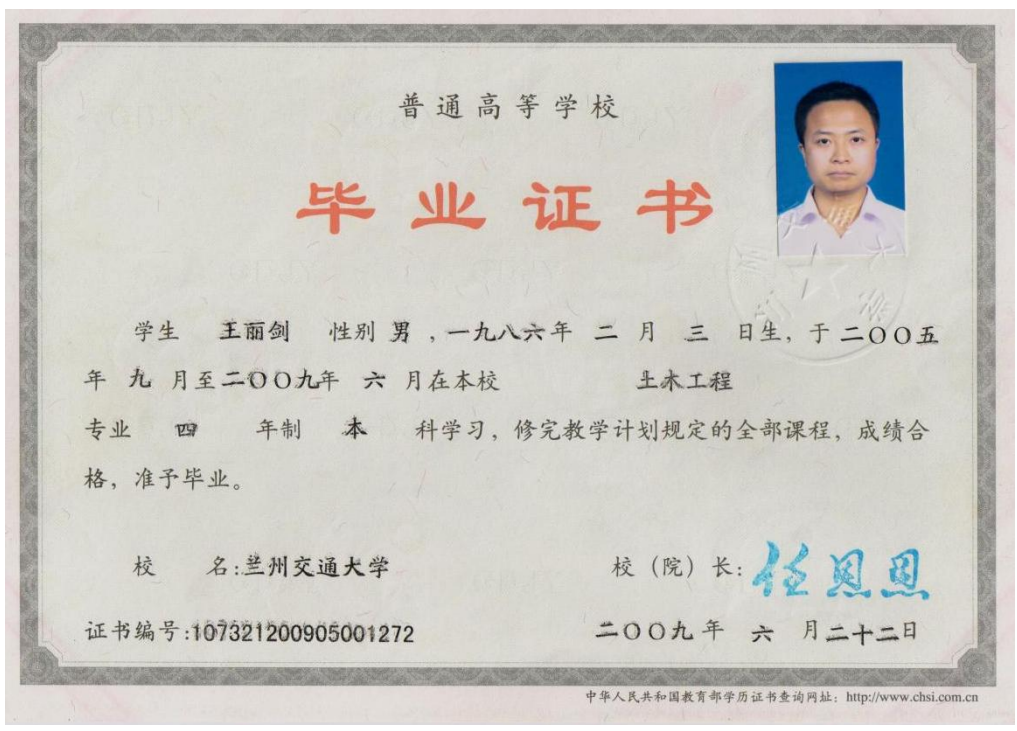 普通高等学校
毕业证书
学生 王丽剑 性别 男 ,一九八六年 二 月 三 日生, 于 二〇〇五
年 九 月至二〇〇九年 六 月在本校 土木工程
专业 四 年制 本 科学习, 修完教学计划规定的全部课程, 成绩合
格, 准予毕业。
校 名:兰州交通大学 校（院）长: 任恩恩
证书编号:107321200905001272 二〇〇九 年 六 月二十二日
中华人民共和国教育部学历证书查询网址: http://www.chsi.com.cn